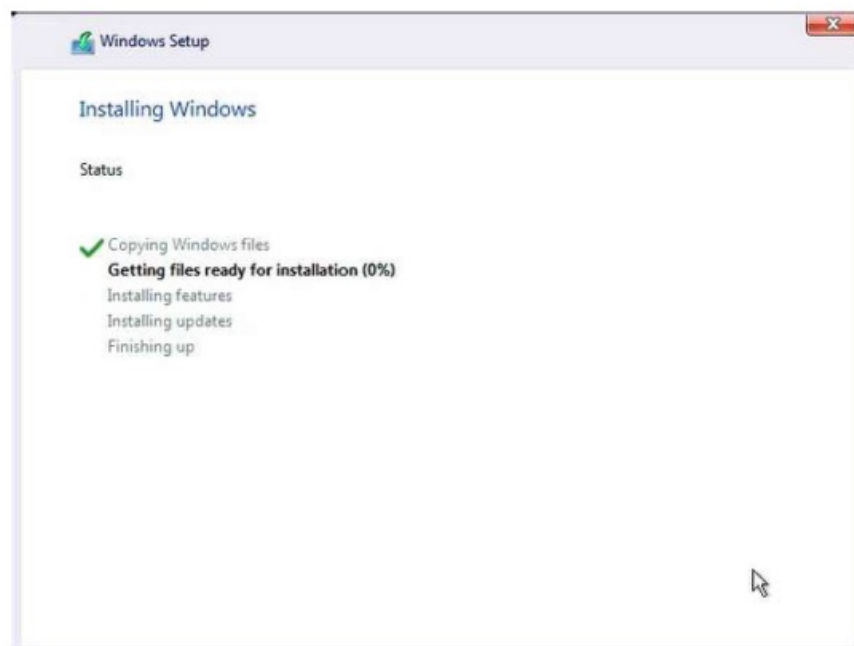 Windows Setup
Installing Windows
Status
Copying Windows files
Getting files ready for installation (0%)
Installing features
Installing updates
Finishing up